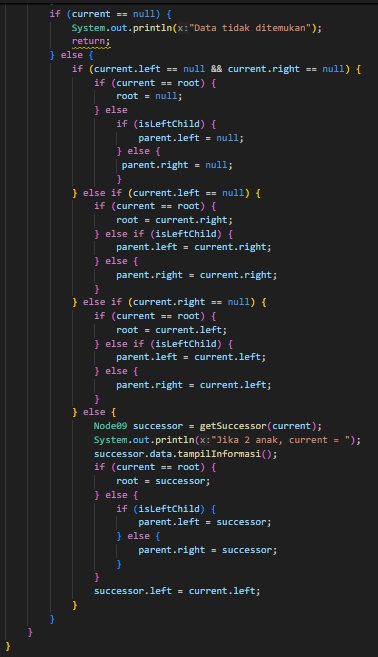 if (current == null) {
System.out.println(x:"Data tidak ditemukan");
return;
} else {
if (current.left == null && current.right == null) {
if (current == root) {
root = null;
} else
if (isLeftChild) {
parent.left = null;
} else {
parent.right = null;
}
} else if (current.left == null) {
if (current == root) {
root = current.right;
} else if (isLeftChild) {
parent.left = current.right;
} else {
parent.right = current.right;
}
} else if (current.right == null) {
if (current == root) {
root = current.left;
} else if (isLeftChild) {
parent.left = current.left;
} else {
parent.right = current.left;
}
} else {
Node09 successor = getSuccessor(current);
System.out.println(x:"Jika 2 anak, current = ");
successor.data.tampilInformasi();
if (current == root) {
root = successor;
} else {
if (isLeftChild) {
parent.left = successor;
} else {
parent.right = successor;
}
}
successor.left = current.left;
}
}
}
}